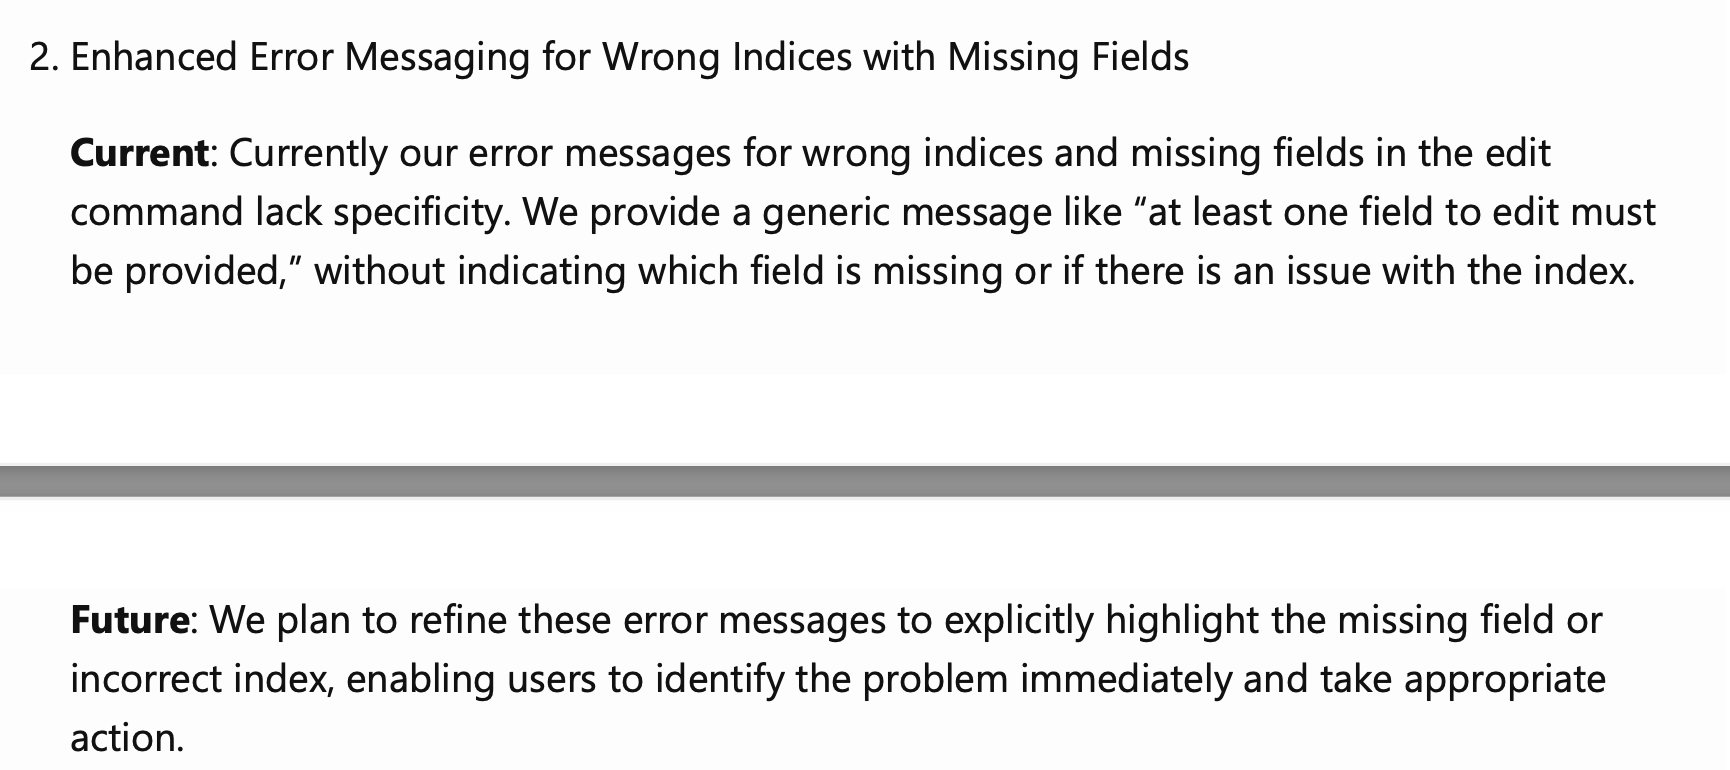 2. Enhanced Error Messaging for Wrong Indices with Missing Fields
Current: Currently our error messages for wrong indices and missing fields in the edit
command lack specificity. We provide a generic message like “at least one field to edit must
be provided,” without indicating which field is missing or if there is an issue with the index.
Future: We plan to refine these error messages to explicitly highlight the missing field or
incorrect index, enabling users to identify the problem immediately and take appropriate
action.